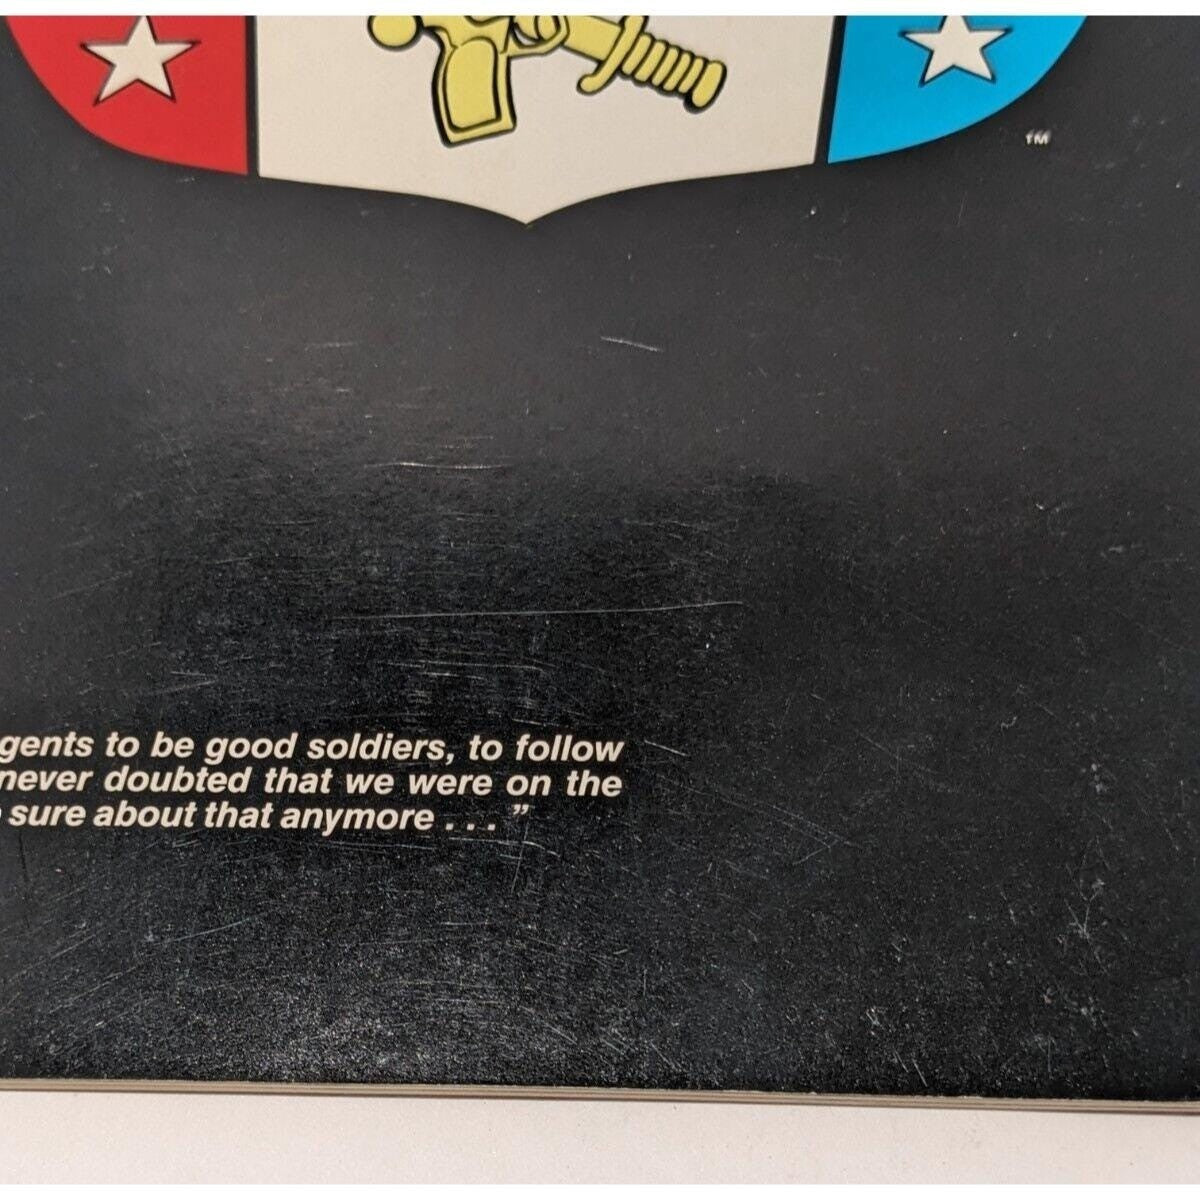 TM
gents to be good soldiers, to follow
never doubted that we were on the
sure about that anymore . . . ”